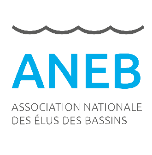 ANEB
ASSOCIATION NATIONALE
DES ÉLUS DES BASSINS